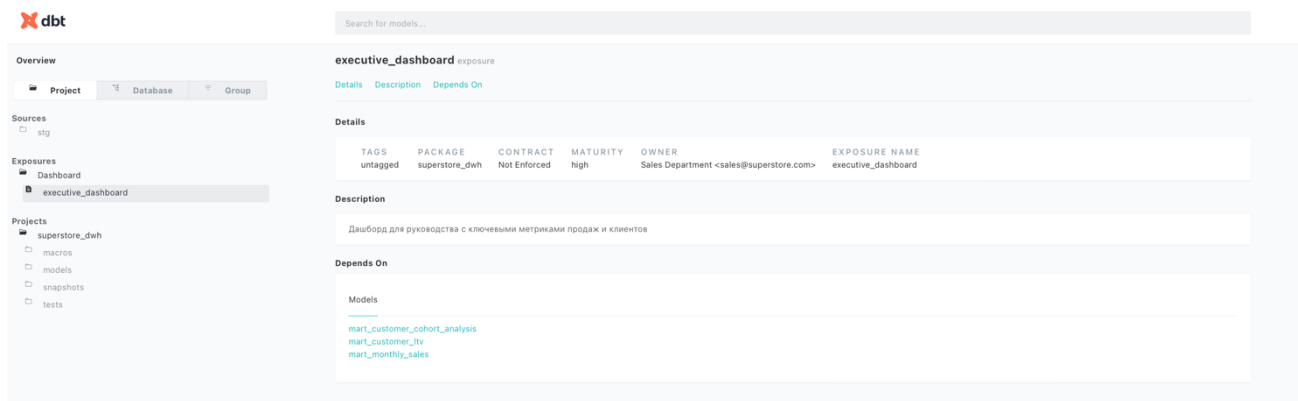 dbt
Search for models...
Overview
Project Database Group
Sources
stg
Exposures
Dashboard
executive_dashboard
Projects
superstore_dwh
macros
models
snapshots
tests
executive_dashboard exposure
Details Description Depends On
Details
TAGS PACKAGE CONTRACT MATURITY OWNER EXPOSURE NAME
untagged superstore_dwh Not Enforced high Sales Department <sales@superstore.com> executive_dashboard
Description
Дашборд для руководства с ключевыми метриками продаж и клиентов
Depends On
Models
mart_customer_cohort_analysis
mart_customer_ltv
mart_monthly_sales